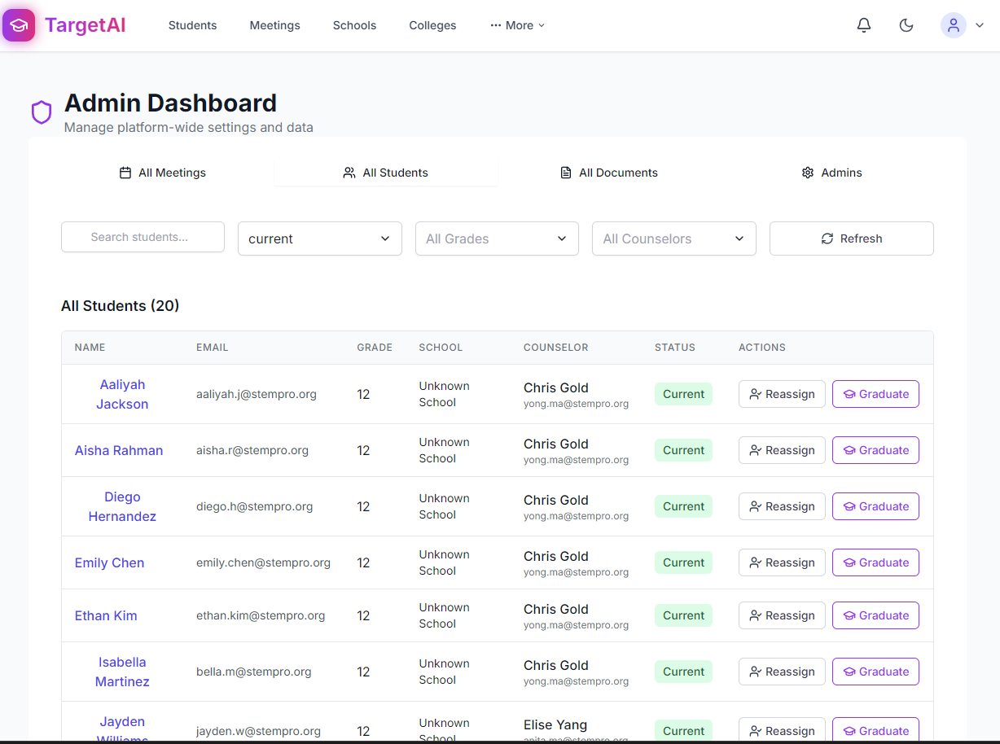 TargetAI
Students
Meetings
Schools
Colleges
More
Admin Dashboard
Manage platform-wide settings and data
All Meetings
All Students
All Documents
Admins
Search students...
current
All Grades
All Counselors
Refresh
All Students (20)
NAME EMAIL GRADE SCHOOL COUNSELOR STATUS ACTIONS
Aaliyah
Jackson
aaliyah.j@stempro.org
12
Unknown
School
Chris Gold
yong.ma@stempro.org
Current
Reassign
Graduate
Aisha Rahman
aisha.r@stempro.org
12
Unknown
School
Chris Gold
yong.ma@stempro.org
Current
Reassign
Graduate
Diego
Hernandez
diego.h@stempro.org
12
Unknown
School
Chris Gold
yong.ma@stempro.org
Current
Reassign
Graduate
Emily Chen
emily.chen@stempro.org
12
Unknown
School
Chris Gold
yong.ma@stempro.org
Current
Reassign
Graduate
Ethan Kim
ethan.kim@stempro.org
12
Unknown
School
Chris Gold
yong.ma@stempro.org
Current
Reassign
Graduate
Isabella
Martinez
bella.m@stempro.org
12
Unknown
School
Chris Gold
yong.ma@stempro.org
Current
Reassign
Graduate
Jayden
Williams
jayden.w@stempro.org
12
Unknown
School
Elise Yang
anita.ma@stempro.org
Current
Reassign
Graduate